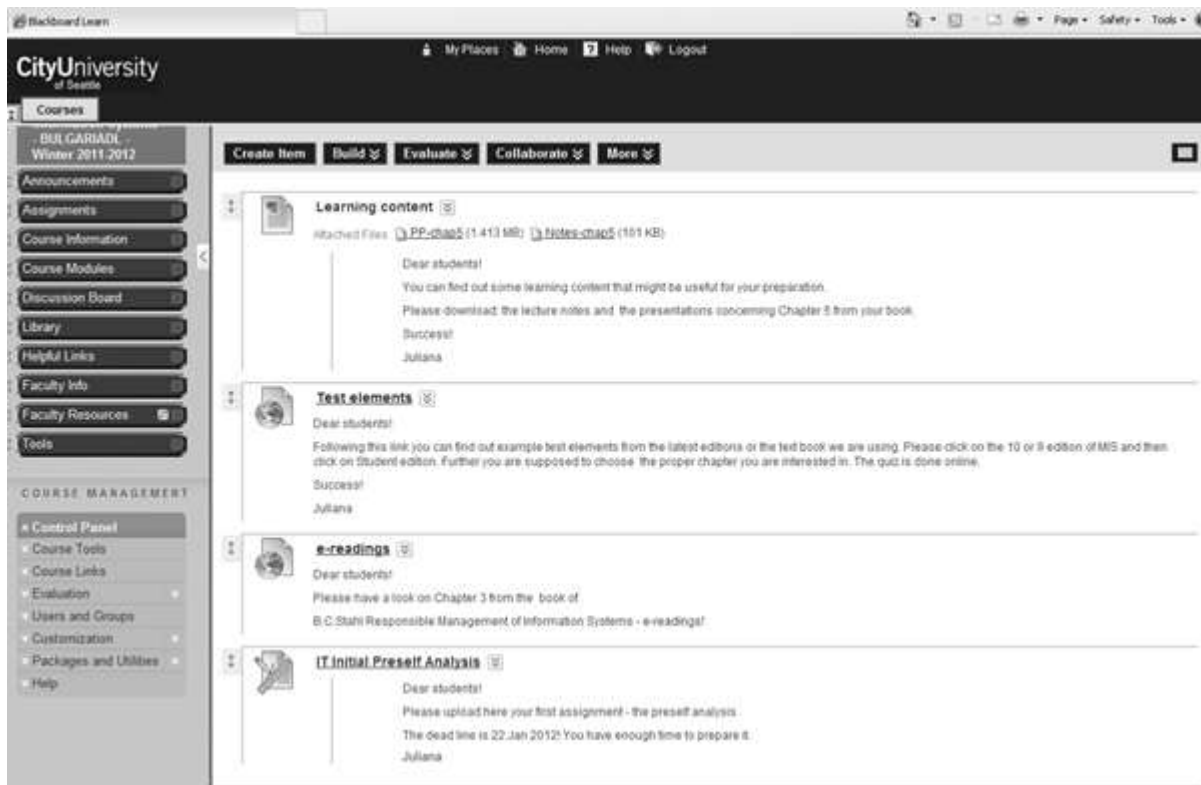 Blackboard Learn
Page Safety Tools
My Places Home ? Help Logout
CityUniversity
of Seattle
Courses
- BULGARIADL -
Winter 2011-2012
Announcements
Assignments
Course Information
Course Modules
Discussion Board
Library
Helpful Links
Faculty Info
Faculty Resources
Tools
COURSE MANAGEMENT
Control Panel
Course Tools
Course Links
Evaluation
Users and Groups
Customization
Packages and Utilities
Help
Create Item Build Evaluate Collaborate More
Learning content
Attached Files PP-chap5 (1.413 MB) Notes-chap5 (101 KB)
Dear students!
You can find out some learning content that might be useful for your preparation.
Please download: the lecture notes and the presentations concerning Chapter 5 from your book.
Success!
Juliana
Test elements
Dear students!
Following this link you can find out example test elements from the latest editions or the text book we are using. Please click on the 10 or 9 edition of MIS and then
click on Student edition. Further you are supposed to choose the proper chapter you are interested in. The quiz is done online.
Success!
Juliana
e-readings
Dear students!
Please have a look on Chapter 3 from the book of
B.C.Stahl Responsible Management of Information Systems - e-readings!
IT Initial Preself Analysis
Dear students!
Please upload here your first assignment - the preself analysis.
The dead line is 22.Jan 2012! You have enough time to prepare it.
Juliana